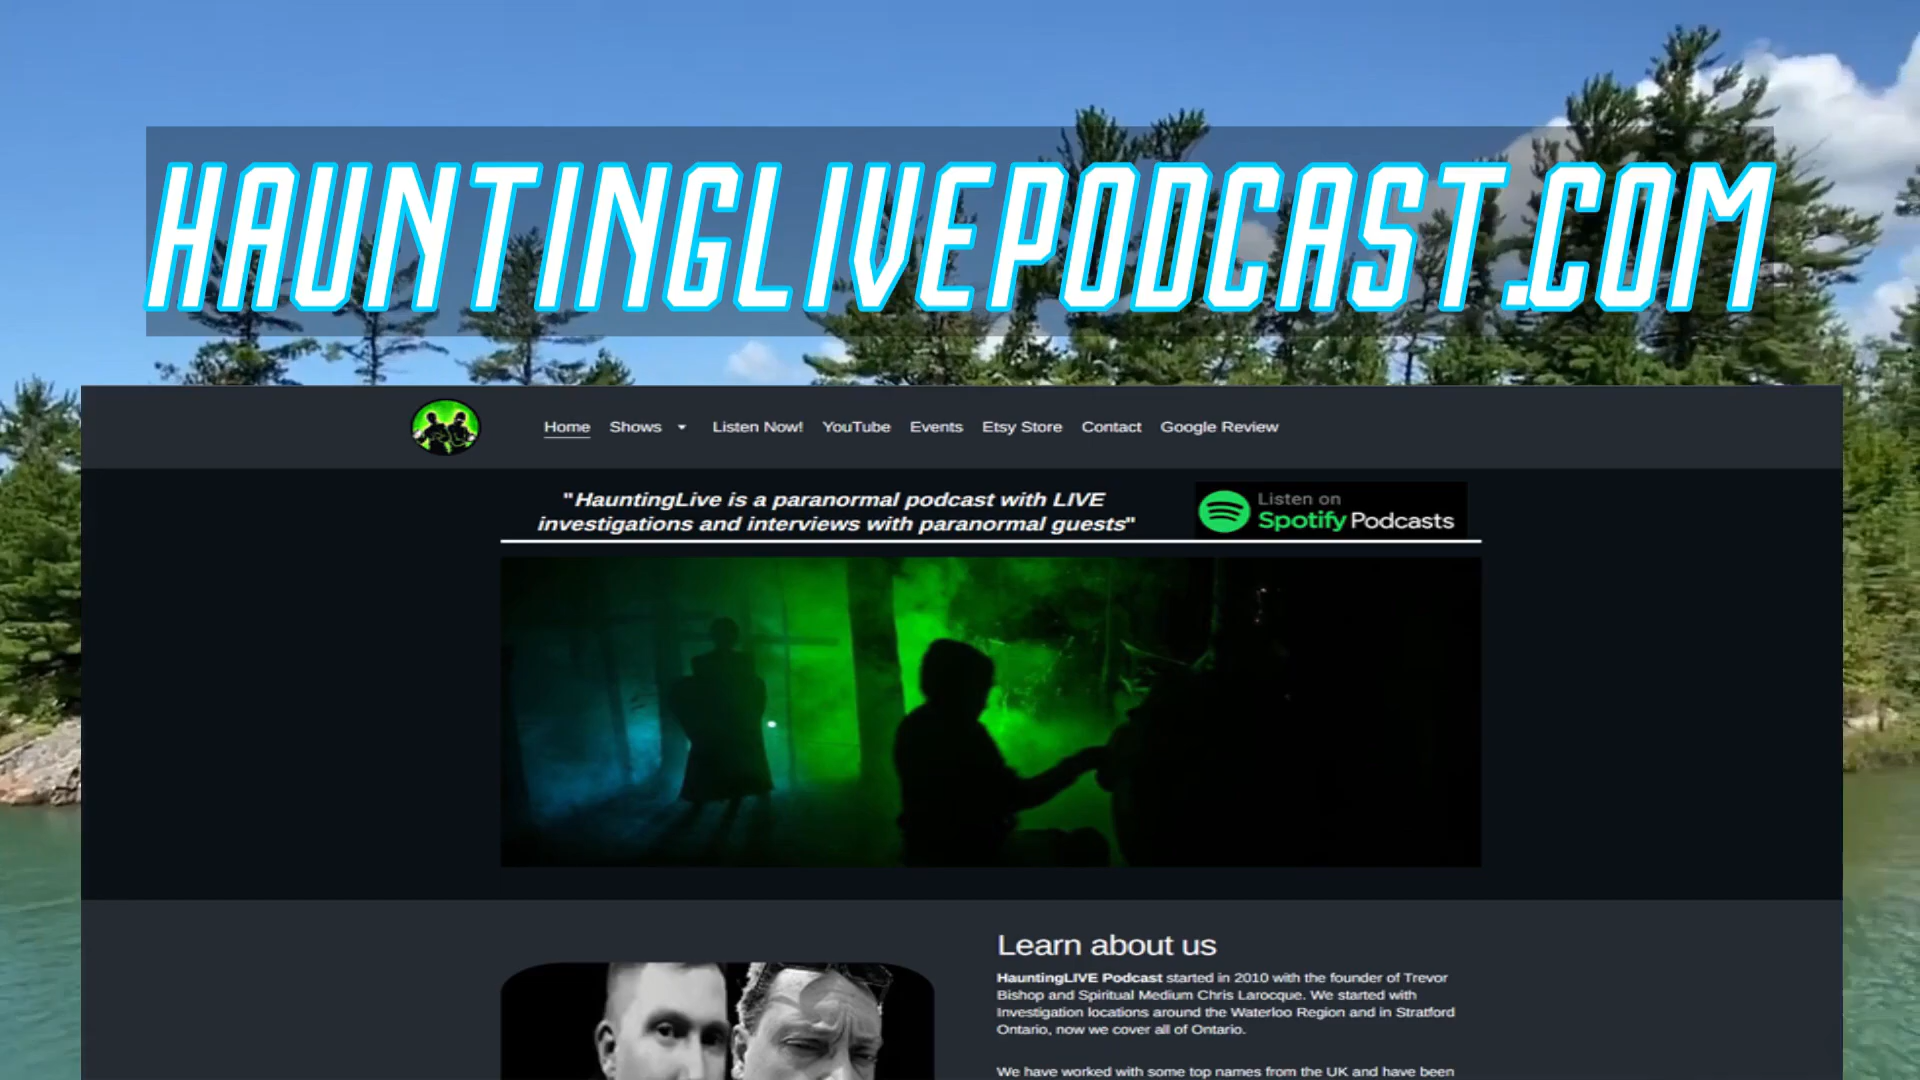 HAUNTINGLIVEPODCAST.COM
Home Shows Listen Now! YouTube Events Etsy Store Contact Google Review
"HauntingLive is a paranormal podcast with LIVE
investigations and interviews with paranormal guests"
Listen on
Spotify Podcasts
Learn about us
HauntingLIVE Podcast started in 2010 with the founder of Trevor
Bishop and Spiritual Medium Chris Larocque. We started with
Investigation locations around the Waterloo Region and in Stratford
Ontario, now we cover all of Ontario.
We have worked with some top names from the UK and have been